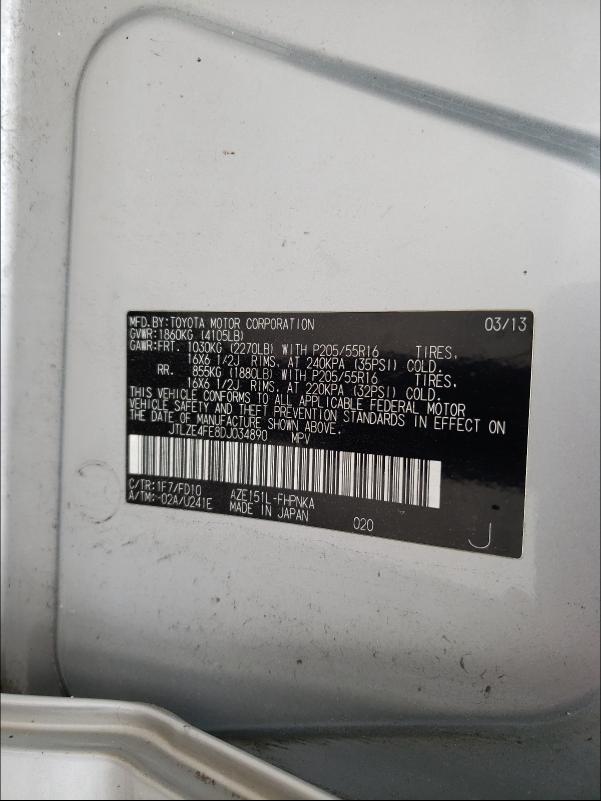 MFD.BY:TOYOTA MOTOR CORPORATION 03/13
GVWR:1860KG (4105LB)
GAWR:FRT. 1030KG (2270LB) WITH P205/55R16 TIRES,
16X6 1/2J RIMS, AT 240KPA (35PSI) COLD.
RR. 855KG (1880LB) WITH P205/55R16 TIRES,
16X6 1/2J RIMS, AT 220KPA (32PSI) COLD.
THIS VEHICLE CONFORMS TO ALL APPLICABLE FEDERAL MOTOR
VEHICLE SAFETY AND THEFT PREVENTION STANDARDS IN EFFECT ON
THE DATE OF MANUFACTURE SHOWN ABOVE.
JTLZE4FE8DJ034890 MPV
C/TR:1F7/FD10 AZE151L-FHPNKA
A/TM:-02A/U241E MADE IN JAPAN 020 J